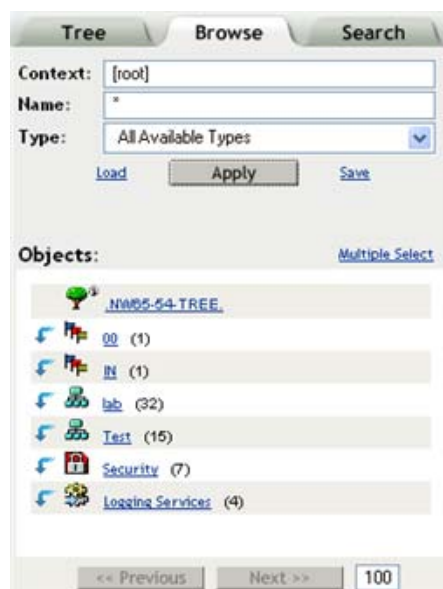 Tree Browse Search
Context: [root]
Name: *
Type: All Available Types
Load Apply Save
Objects: Multiple Select
.NW65-54-TREE.
00 (1)
IN (1)
lab (32)
Test (15)
Security (7)
Logging Services (4)
<< Previous Next >> 100